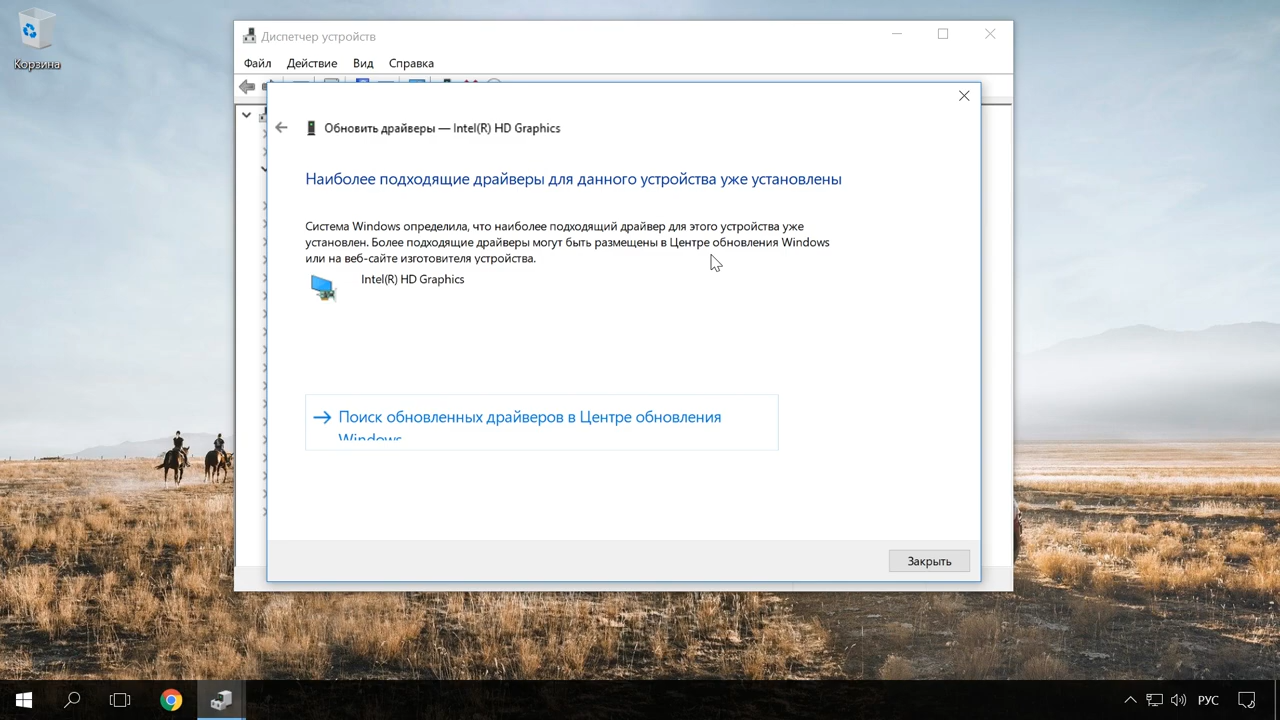 Корзина
Диспетчер устройств
Файл Действие Вид Справка
Обновить драйверы — Intel(R) HD Graphics
Наиболее подходящие драйверы для данного устройства уже установлены
Система Windows определила, что наиболее подходящий драйвер для этого устройства уже
установлен. Более подходящие драйверы могут быть размещены в Центре обновления Windows
или на веб-сайте изготовителя устройства.
Intel(R) HD Graphics
Поиск обновленных драйверов в Центре обновления
Windows
Закрыть
РУС